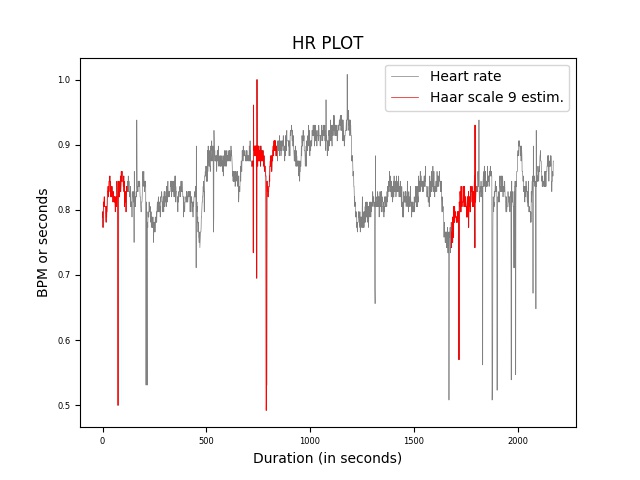 HR PLOT
Heart rate
Haar scale 9 estim.
BPM or seconds
1.0
0.9
0.8
0.7
0.6
0.5
0 500 1000 1500 2000
Duration (in seconds)